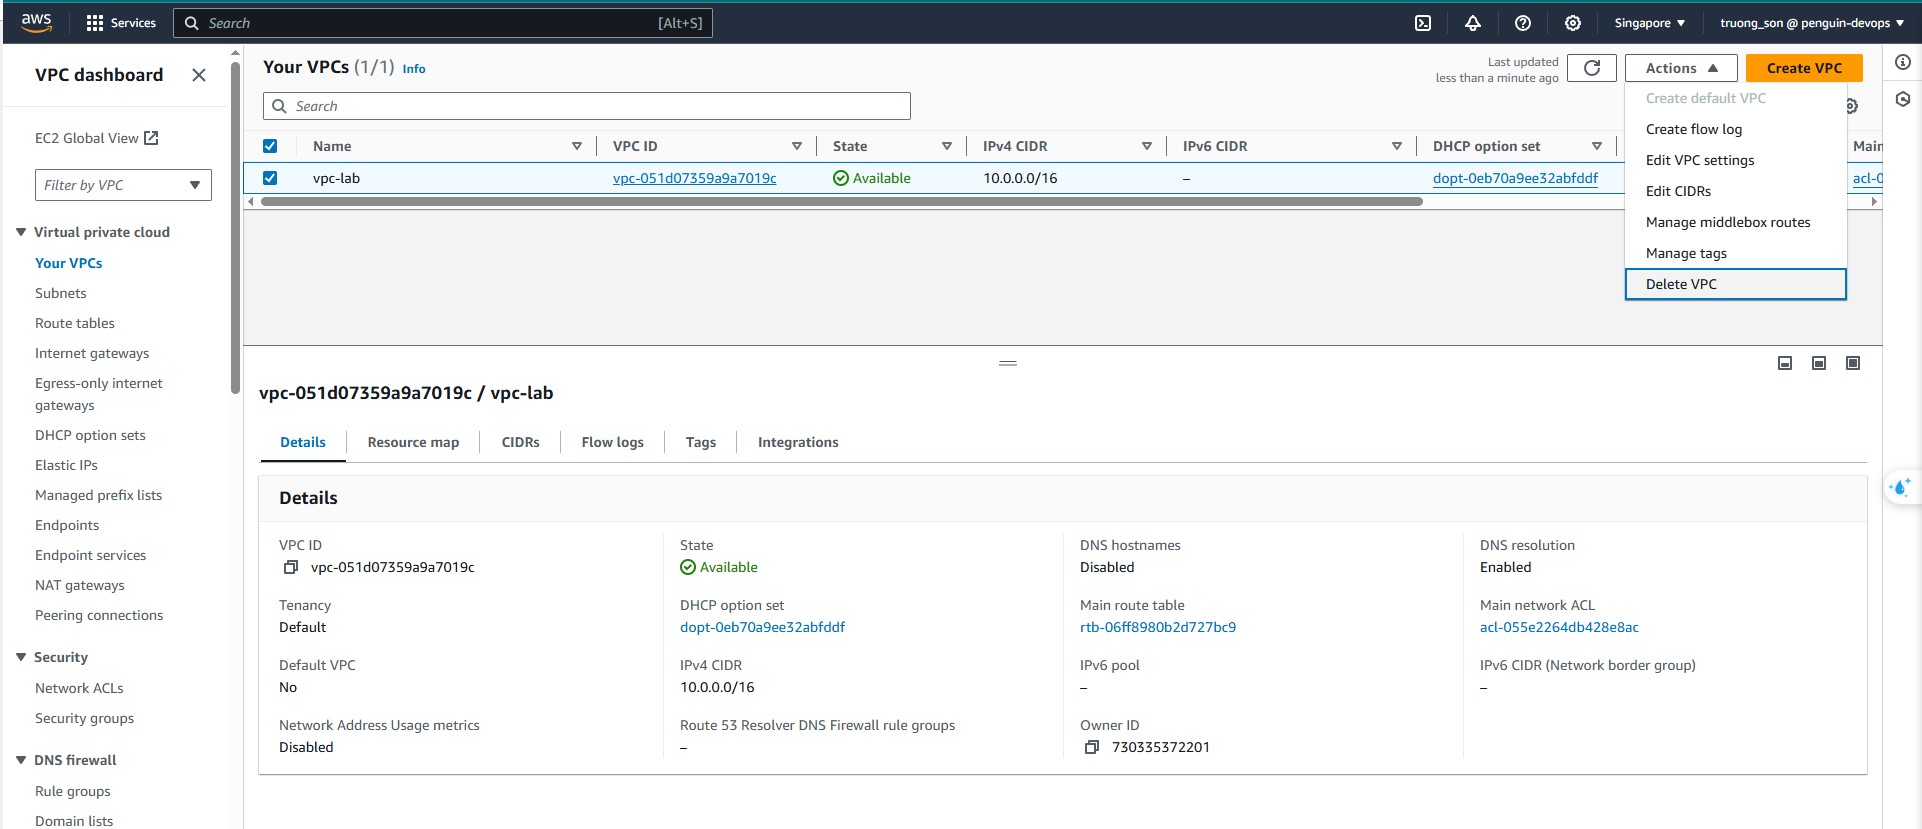 aws
Services
Search
[Alt+S]
Singapore
truong_son @ penguin-devops
VPC dashboard
EC2 Global View
Filter by VPC
Virtual private cloud
Your VPCs
Subnets
Route tables
Internet gateways
Egress-only internet
gateways
DHCP option sets
Elastic IPs
Managed prefix lists
Endpoints
Endpoint services
NAT gateways
Peering connections
Security
Network ACLs
Security groups
DNS firewall
Rule groups
Domain lists
Your VPCs (1/1) Info
Last updated
less than a minute ago
Actions
Create VPC
Search
Create default VPC
Create flow log
Edit VPC settings
Edit CIDRs
Manage middlebox routes
Manage tags
Delete VPC
Name VPC ID State IPv4 CIDR IPv6 CIDR DHCP option set Main
vpc-lab vpc-051d07359a9a7019c Available 10.0.0.0/16 – dopt-0eb70a9ee32abfddf acl-0
vpc-051d07359a9a7019c / vpc-lab
Details Resource map CIDRs Flow logs Tags Integrations
Details
VPC ID
vpc-051d07359a9a7019c
State
Available
DNS hostnames
Disabled
DNS resolution
Enabled
Tenancy
Default
DHCP option set
dopt-0eb70a9ee32abfddf
Main route table
rtb-06ff8980b2d727bc9
Main network ACL
acl-055e2264db428e8ac
Default VPC
No
IPv4 CIDR
10.0.0.0/16
IPv6 pool
–
IPv6 CIDR (Network border group)
–
Network Address Usage metrics
Disabled
Route 53 Resolver DNS Firewall rule groups
–
Owner ID
730335372201